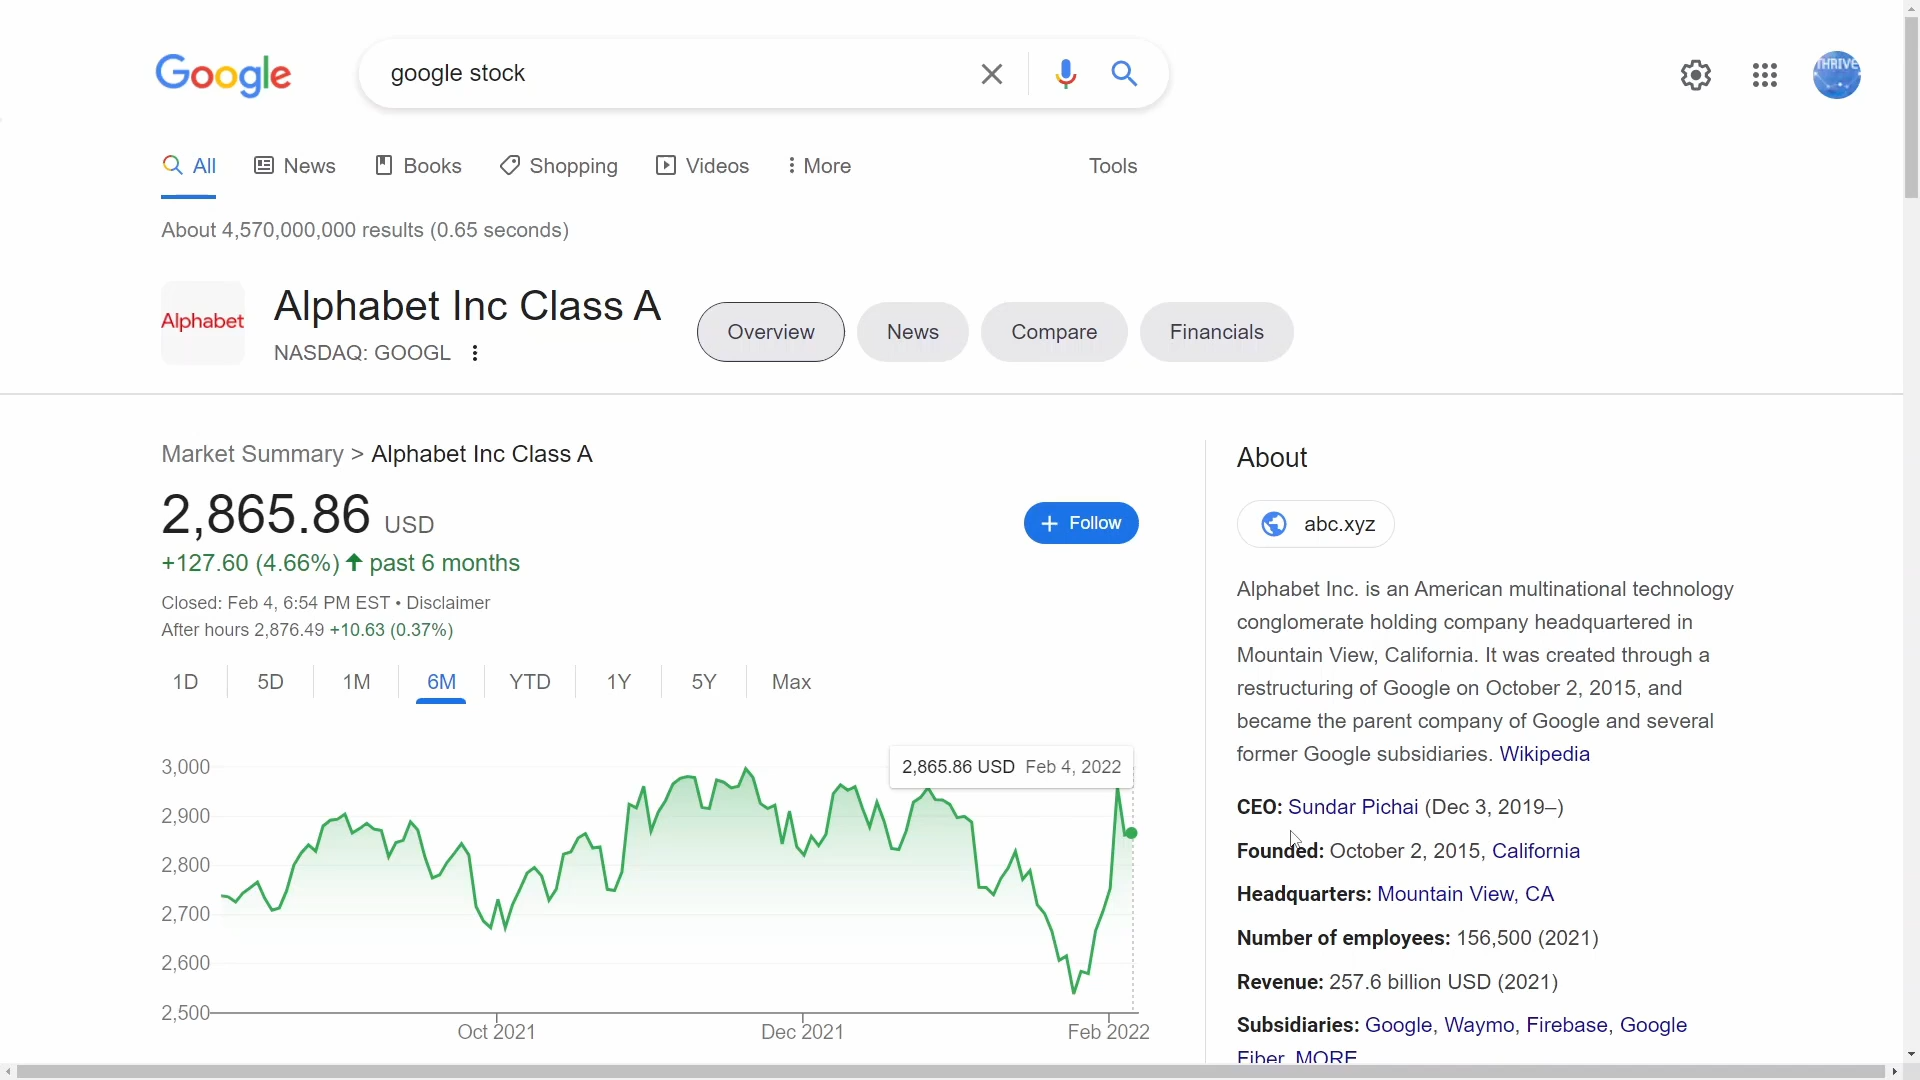 Google
google stock
THRIVE
All News Books Shopping Videos More Tools
About 4,570,000,000 results (0.65 seconds)
Alphabet
Alphabet Inc Class A
NASDAQ: GOOGL
Overview News Compare Financials
Market Summary > Alphabet Inc Class A
2,865.86 USD
+127.60 (4.66%) past 6 months
Closed: Feb 4, 6:54 PM EST • Disclaimer
After hours 2,876.49 +10.63 (0.37%)
+ Follow
1D 5D 1M 6M YTD 1Y 5Y Max
2,865.86 USD Feb 4, 2022
3,000
2,900
2,800
2,700
2,600
2,500
Oct 2021 Dec 2021 Feb 2022
About
abc.xyz
Alphabet Inc. is an American multinational technology
conglomerate holding company headquartered in
Mountain View, California. It was created through a
restructuring of Google on October 2, 2015, and
became the parent company of Google and several
former Google subsidiaries. Wikipedia
CEO: Sundar Pichai (Dec 3, 2019–)
Founded: October 2, 2015, California
Headquarters: Mountain View, CA
Number of employees: 156,500 (2021)
Revenue: 257.6 billion USD (2021)
Subsidiaries: Google, Waymo, Firebase, Google
Fiber, MORE